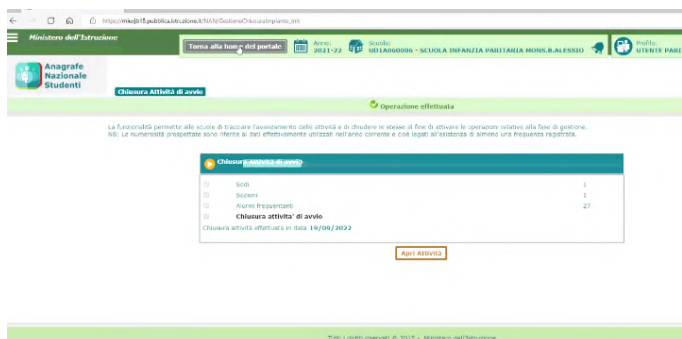 https://miujb15.pubblica.istruzione.it/NAN/GestioneChiusuraImpianto_Init
Ministero dell'Istruzione
Torna alla home del portale
Anno:
2021-22
Scuola:
- SCUOLA INFANZIA PARITARIA MONS.B.ALESSIO
Profilo:
UTENTE
Anagrafe
Nazionale
Studenti
Chiusura Attività di avvio
Operazione effettuata
La funzionalità permette alle scuole di tracciare l'avanzamento delle attività e di chiudere le stesse al fine di attivare le operazioni relative alla fase di gestione.
NB: Le numerosità prospettate sono riferite ai dati effettivamente utilizzati nell'anno corrente e cioè legati all'esistenza di almeno una frequenza registrata.
Chiusura Attività di avvio
Sedi 1
Sezioni 1
Alunni frequentanti 27
Chiusura attivita' di avvio
Chiusura attività effettuata in data 19/09/2022
Apri Attività
Tutti i diritti riservati © 2015 - Ministero dell'Istruzione